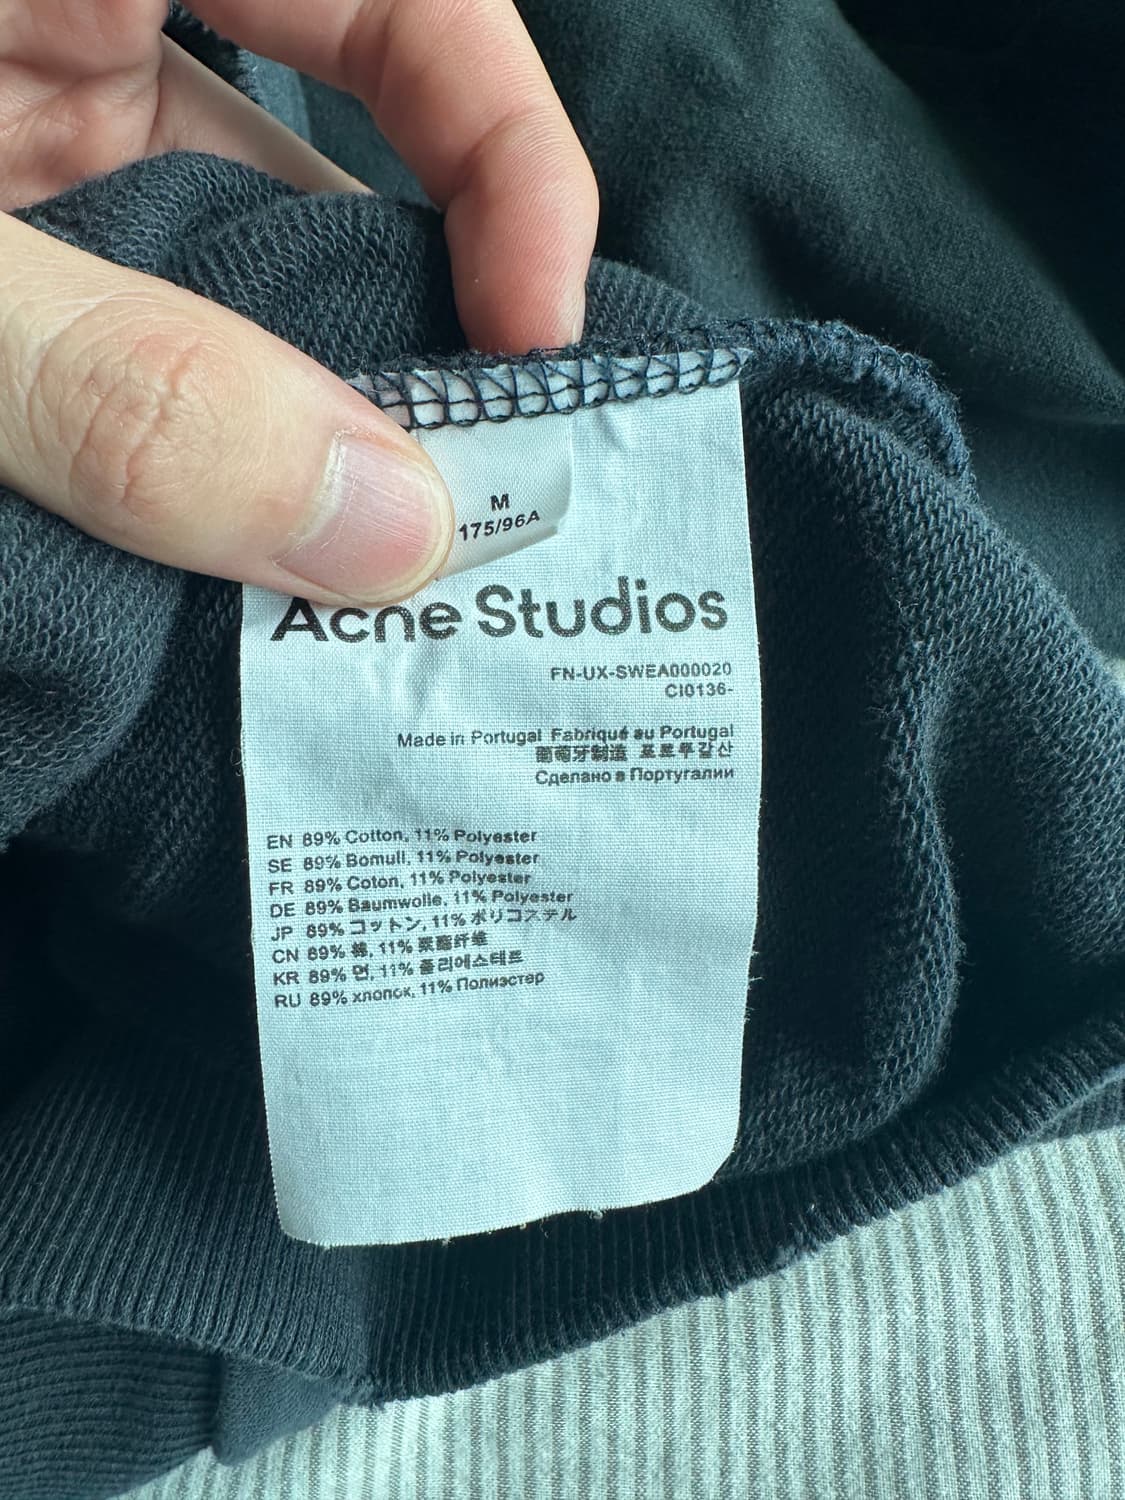 M
175/96A
Acne Studios
FN-UX-SWEA000020
CI0136-
Made in Portugal Fabriqué au Portugal
葡萄牙制造 포르투갈산
Сделано в Португалии
EN 89% Cotton, 11% Polyester
SE 89% Bomull, 11% Polyester
FR 89% Coton, 11% Polyester
DE 89% Baumwolle, 11% Polyester
JP 89% コットン, 11% ポリエステル
CN 89% 棉, 11% 聚酯纤维
KR 89% 면, 11% 폴리에스테르
RU 89% хлопок, 11% Полиэстер